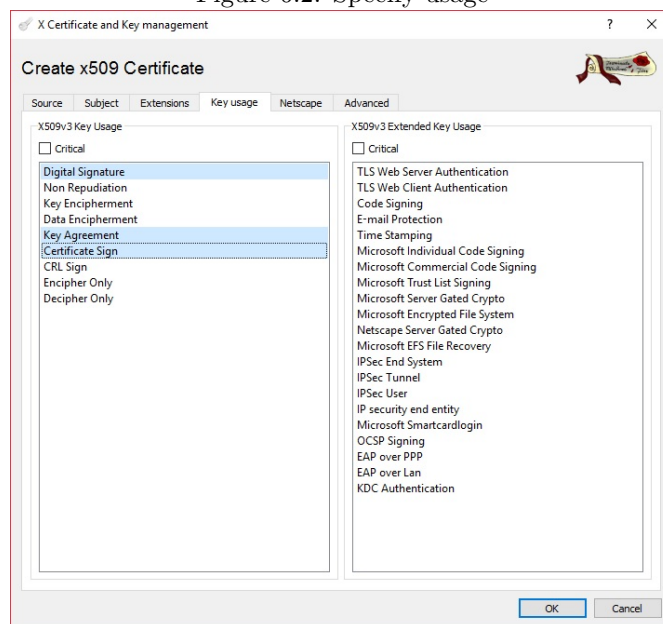 Figure 6.2: Specify usage
X Certificate and Key management
?
Create x509 Certificate
Source Subject Extensions Key usage Netscape Advanced
X509v3 Key Usage
Critical
Digital Signature
Non Repudiation
Key Encipherment
Data Encipherment
Key Agreement
Certificate Sign
CRL Sign
Encipher Only
Decipher Only
X509v3 Extended Key Usage
Critical
TLS Web Server Authentication
TLS Web Client Authentication
Code Signing
E-mail Protection
Time Stamping
Microsoft Individual Code Signing
Microsoft Commercial Code Signing
Microsoft Trust List Signing
Microsoft Server Gated Crypto
Microsoft Encrypted File System
Netscape Server Gated Crypto
Microsoft EFS File Recovery
IPSec End System
IPSec Tunnel
IPSec User
IP security end entity
Microsoft Smartcardlogin
OCSP Signing
EAP over PPP
EAP over Lan
KDC Authentication
OK Cancel